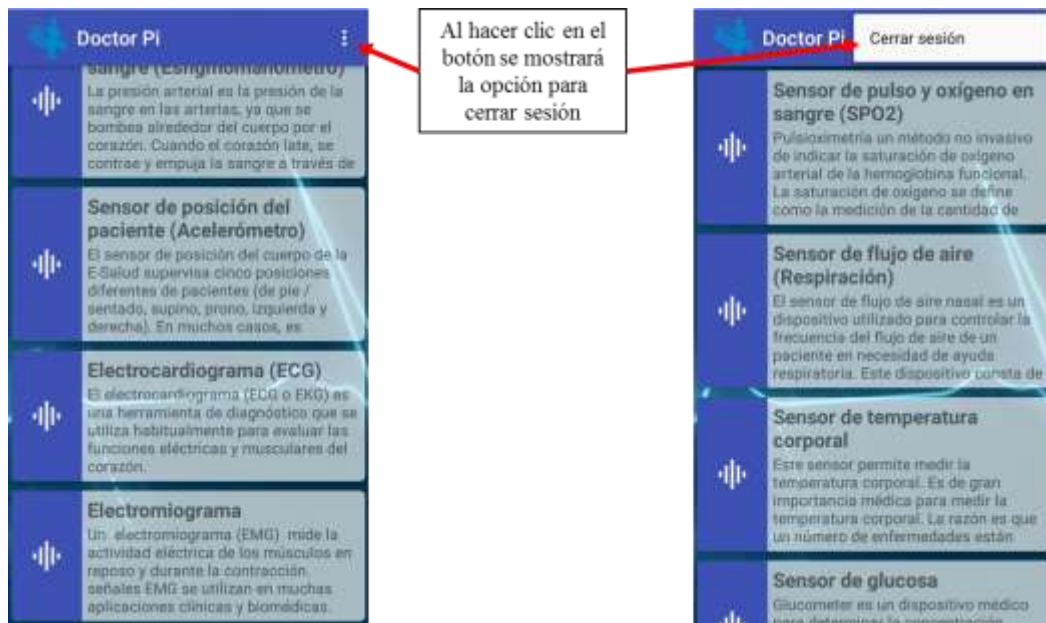 Doctor Pi
sangre (Esfigmomanómetro)
La presión arterial es la presión de la
sangre en las arterias, ya que se
bombea alrededor del cuerpo por el
corazón. Cuando el corazón late, se
contrae y empuja la sangre a través de
Sensor de posición del
paciente (Acelerómetro)
El sensor de posición del cuerpo de la
E-Salud supervisa cinco posiciones
diferentes de pacientes (de pie /
sentado, supino, prono, izquierda y
derecha). En muchos casos, es
Electrocardiograma (ECG)
El electrocardiograma (ECG o EKG) es
una herramienta de diagnóstico que se
utiliza habitualmente para evaluar las
funciones eléctricas y musculares del
corazón.
Electromiograma
Un electromiograma (EMG) mide la
actividad eléctrica de los músculos en
reposo y durante la contracción.
señales EMG se utilizan en muchas
aplicaciones clínicas y biomédicas.
Al hacer clic en el
botón se mostrará
la opción para
cerrar sesión
Doctor Pi
Cerrar sesión
Sensor de pulso y oxígeno en
sangre (SPO2)
Pulsioximetría un método no invasivo
de indicar la saturación de oxígeno
arterial de la hemoglobina funcional.
La saturación de oxígeno se define
como la medición de la cantidad de
Sensor de flujo de aire
(Respiración)
El sensor de flujo de aire nasal es un
dispositivo utilizado para controlar la
frecuencia del flujo de aire de un
paciente en necesidad de ayuda
respiratoria. Este dispositivo consta de
Sensor de temperatura
corporal
Este sensor permite medir la
temperatura corporal. Es de gran
importancia médica para medir la
temperatura corporal. La razón es que
un número de enfermedades están
Sensor de glucosa
Glucometer es un dispositivo médico
para determinar la concentración